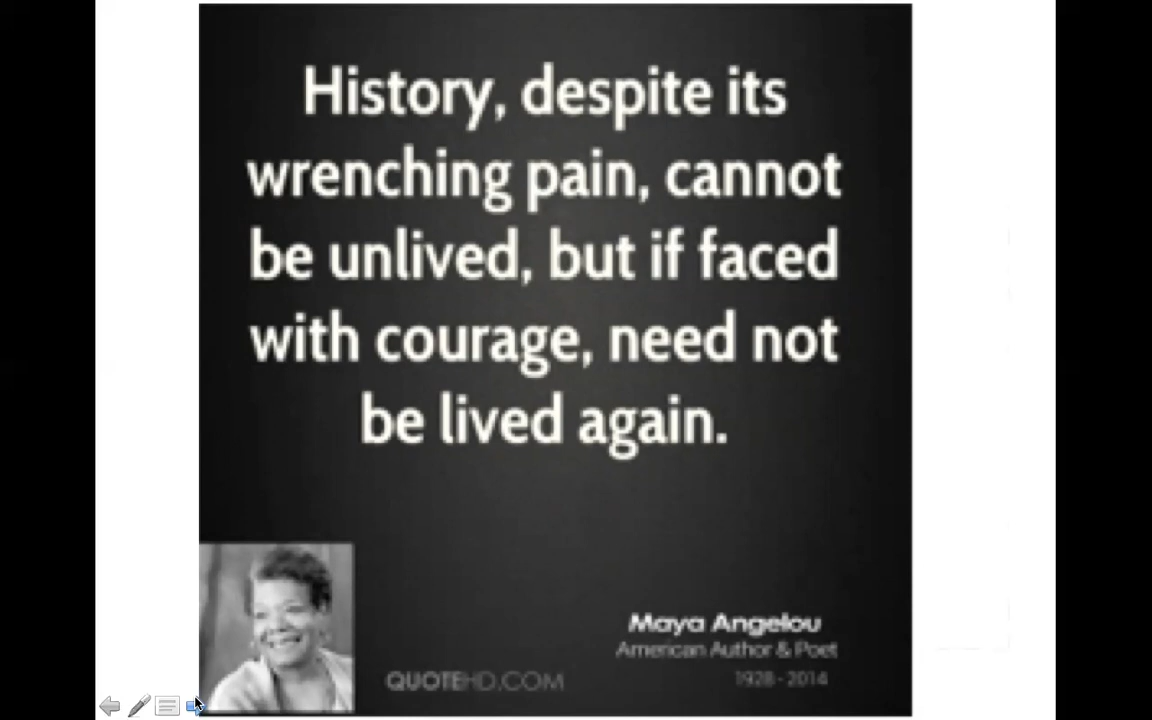 History, despite its
wrenching pain, cannot
be unlived, but if faced
with courage, need not
be lived again.
Maya Angelou
American Author & Poet
QUOTEHD.COM
1928 - 2014